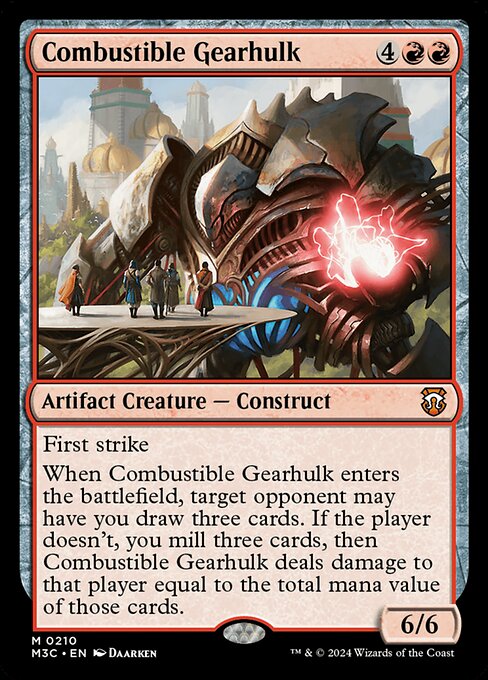 Combustible Gearhulk 4
Artifact Creature — Construct
First strike
When Combustible Gearhulk enters
the battlefield, target opponent may
have you draw three cards. If the player
doesn't, you mill three cards, then
Combustible Gearhulk deals damage to
that player equal to the total mana value
of those cards.
6/6
M 0210
M3C • EN DAARKEN
™ & © 2024 Wizards of the Coast